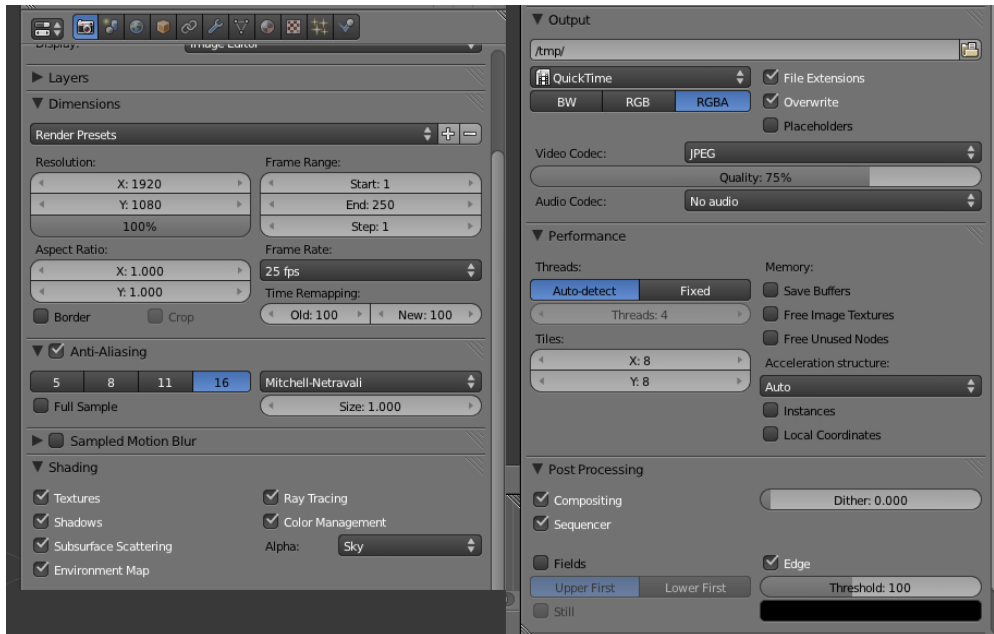 Display: Image Editor
Layers
Dimensions
Render Presets
Resolution: Frame Range:
X: 1920 Start: 1
Y: 1080 End: 250
100% Step: 1
Aspect Ratio: Frame Rate:
X: 1.000 25 fps
Y: 1.000 Time Remapping:
Border Crop Old: 100 New: 100
Anti-Aliasing
5 8 11 16 Mitchell-Netravali
Full Sample Size: 1.000
Sampled Motion Blur
Shading
Textures Ray Tracing
Shadows Color Management
Subsurface Scattering Alpha: Sky
Environment Map
Output
/tmp/
QuickTime File Extensions
BW RGB RGBA Overwrite
Placeholders
Video Codec: JPEG
Quality: 75%
Audio Codec: No audio
Performance
Threads: Memory:
Auto-detect Fixed Save Buffers
Threads: 4 Free Image Textures
Tiles: Free Unused Nodes
X: 8 Acceleration structure:
Y: 8 Auto
Instances
Local Coordinates
Post Processing
Compositing Dither: 0.000
Sequencer
Fields Edge
Upper First Lower First Threshold: 100
Still